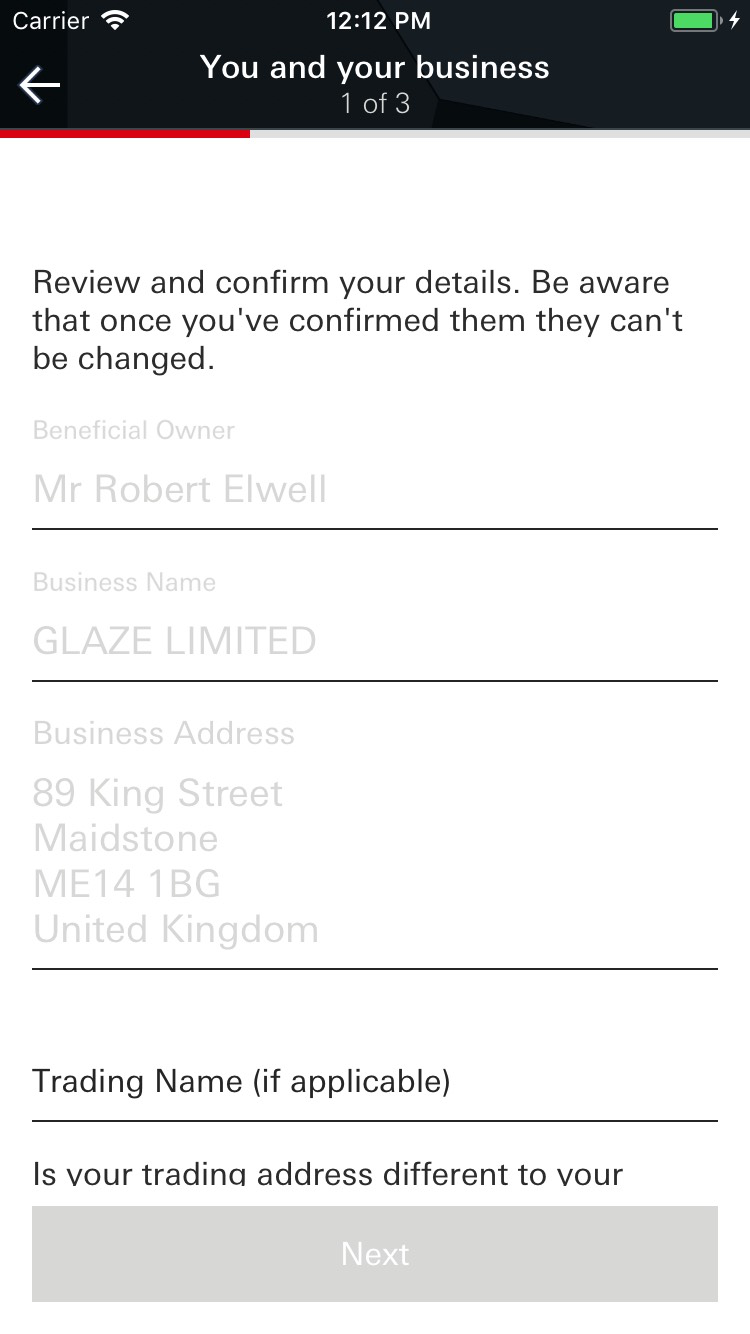 Carrier 12:12 PM
You and your business
1 of 3
Review and confirm your details. Be aware
that once you've confirmed them they can't
be changed.
Beneficial Owner
Mr Robert Elwell
Business Name
GLAZE LIMITED
Business Address
89 King Street
Maidstone
ME14 1BG
United Kingdom
Trading Name (if applicable)
Is your trading address different to your
Next